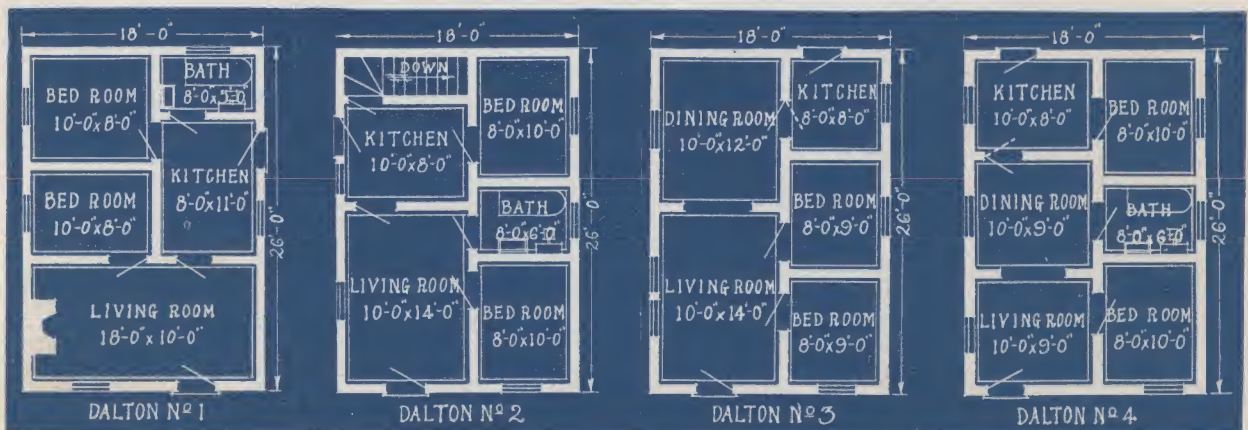 18'-0"
BATH
8'-0"x5'-0"
BED ROOM
10'-0"x8'-0"
KITCHEN
8'-0"x11'-0"
BED ROOM
10'-0"x8'-0"
26'-0"
LIVING ROOM
18'-0"x10'-0"
DALTON Nº 1
18'-0"
DOWN
BED ROOM
8'-0"x10'-0"
KITCHEN
10'-0"x8'-0"
BATH
8'-0"x6'-0"
26'-0"
LIVING ROOM
10'-0"x14'-0"
BED ROOM
8'-0"x10'-0"
DALTON Nº 2
18'-0"
KITCHEN
8'-0"x8'-0"
DINING ROOM
10'-0"x12'-0"
BED ROOM
8'-0"x9'-0"
26'-0"
LIVING ROOM
10'-0"x14'-0"
BED ROOM
8'-0"x9'-0"
DALTON Nº 3
18'-0"
KITCHEN
10'-0"x8'-0"
BED ROOM
8'-0"x10'-0"
DINING ROOM
10'-0"x9'-0"
BATH
8'-0"x6'-0"
26'-0"
LIVING ROOM
10'-0"x9'-0"
BED ROOM
8'-0"x10'-0"
DALTON Nº 4